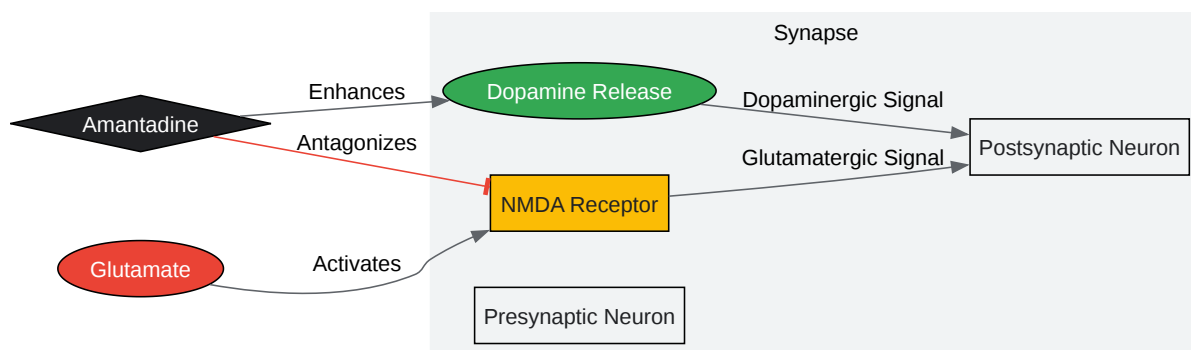 Synapse
Enhances
Dopamine Release
Dopaminergic Signal
Amantadine
Antagonizes
Postsynaptic Neuron
Glutamatergic Signal
NMDA Receptor
Glutamate
Activates
Presynaptic Neuron